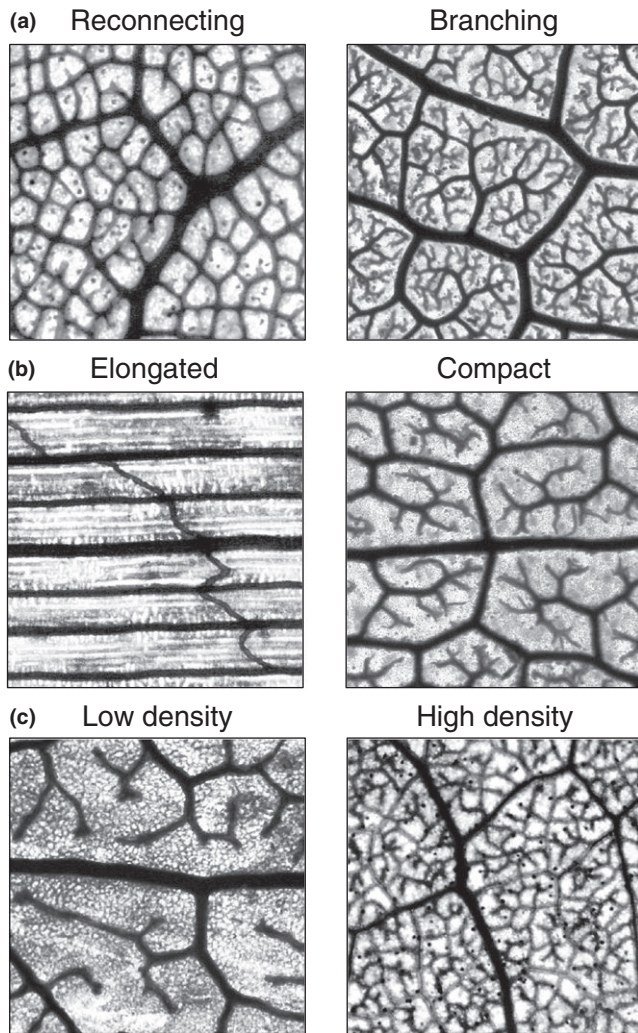 (a) Reconnecting Branching
(b) Elongated Compact
(c) Low density High density